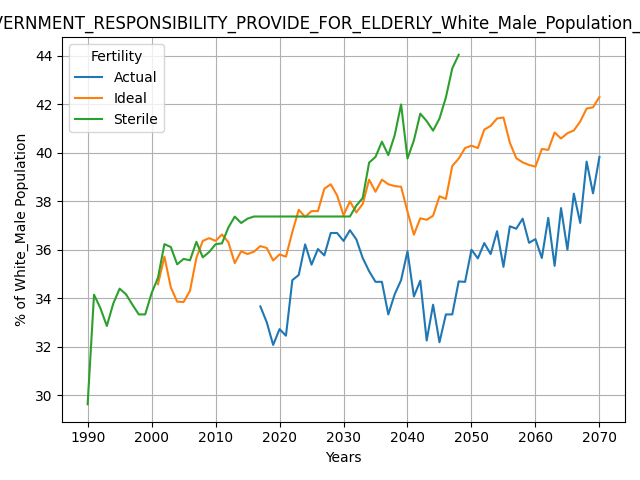 VERNMENT_RESPONSIBILITY_PROVIDE_FOR_ELDERLY_White_Male_Population_
Fertility
Actual
Ideal
Sterile
44
42
40
38
36
34
32
30
% of White_Male Population
1990 2000 2010 2020 2030 2040 2050 2060 2070
Years